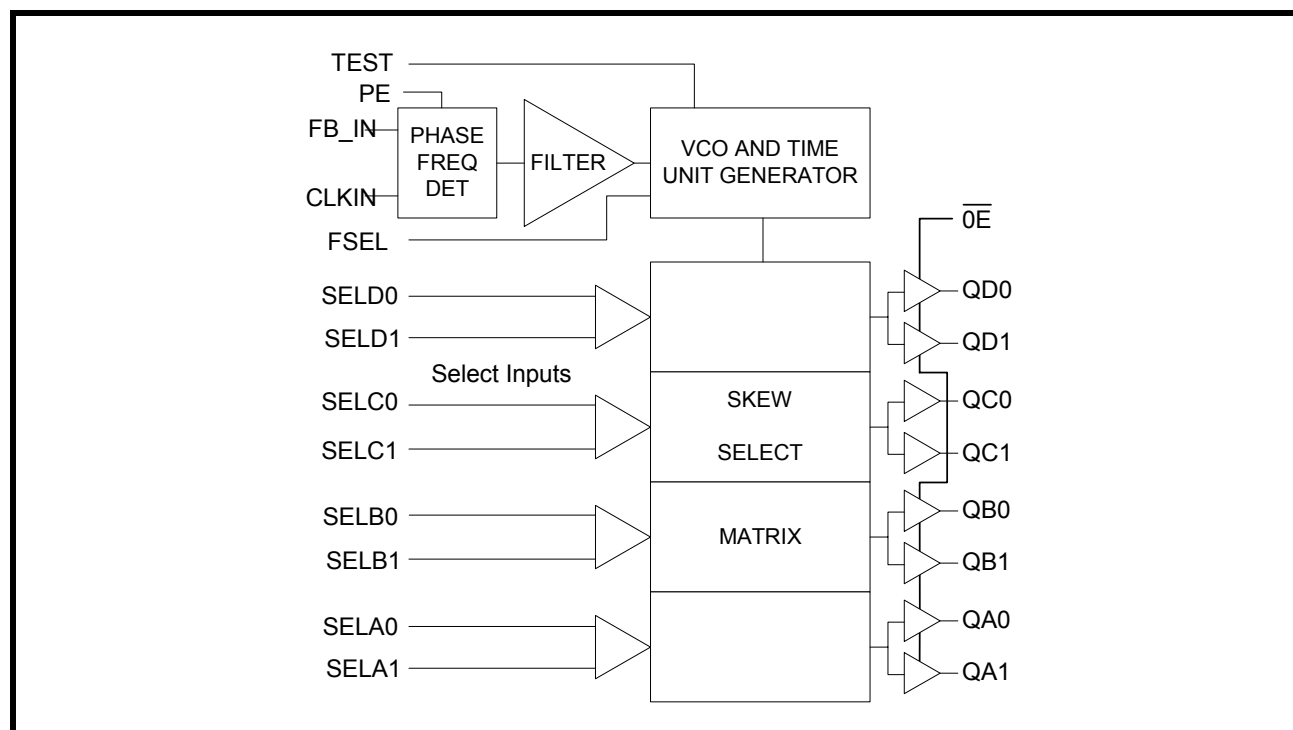 TEST
PE
FB_IN
PHASE
FREQ
DET
FILTER
VCO AND TIME
UNIT GENERATOR
CLKIN
FSEL
0E
SELD0
SELD1
QD0
QD1
Select Inputs
SELC0
SELC1
SKEW
SELECT
QC0
QC1
SELB0
SELB1
MATRIX
QB0
QB1
SELA0
SELA1
QA0
QA1